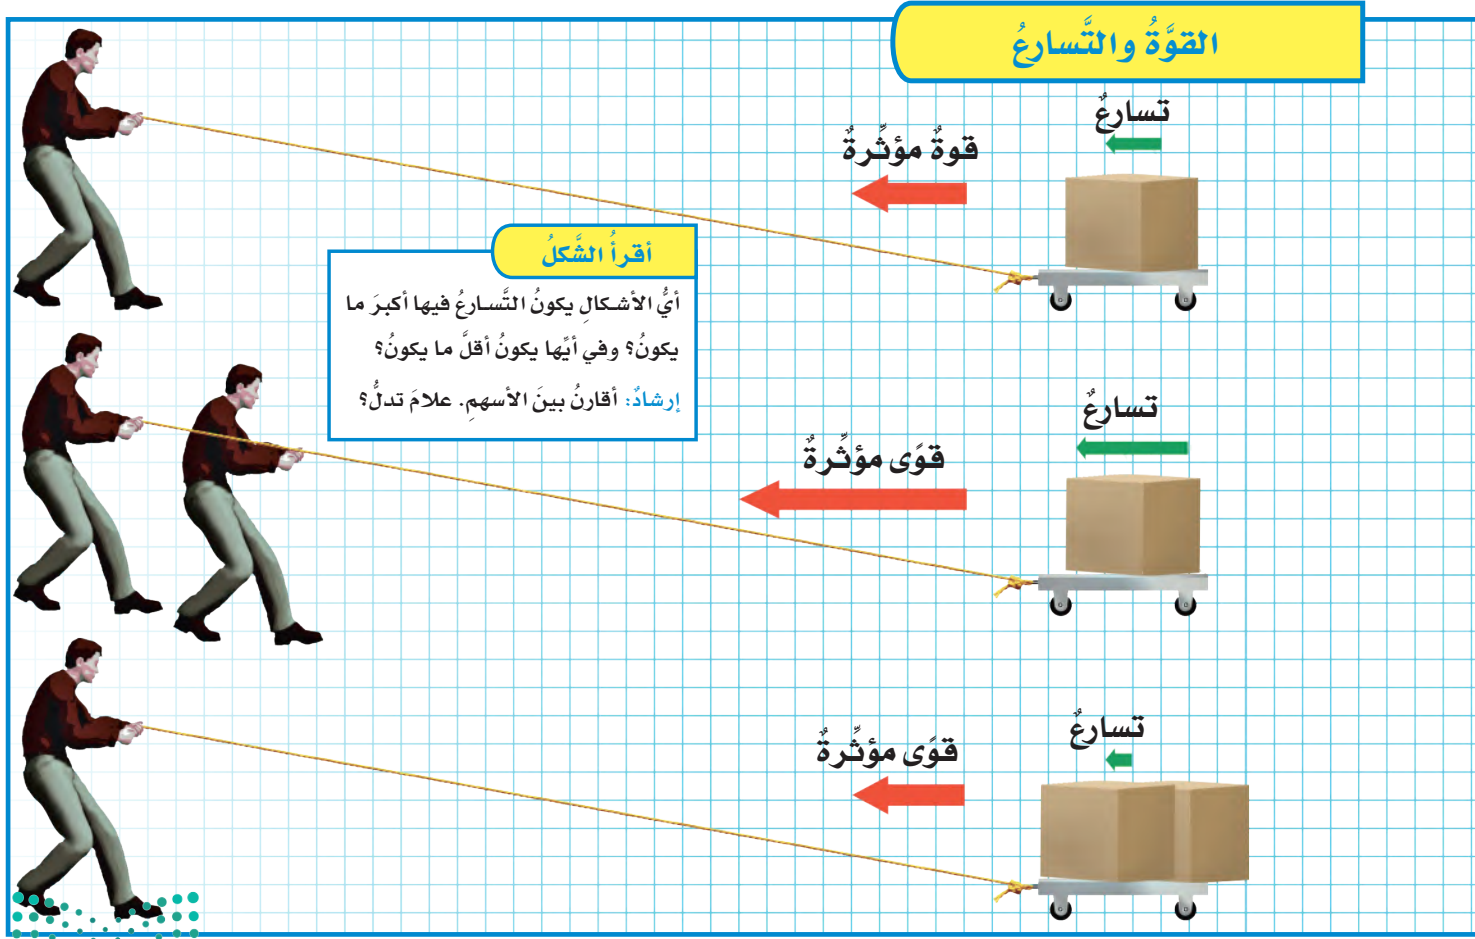 القوَّةُ والتَّسارعُ
تسارعٌ
قوةٌ مؤثِّرةٌ
أقرأُ الشَّكلُ
أيُّ الأشكالِ يكونُ التَّسارعُ فيها أكبرَ ما
يكونُ؟ وفي أيِّها يكونُ أقلَّ ما يكونُ؟
إرشادٌ: أقارنُ بينَ الأسهمِ. علامَ تدلُّ؟
تسارعٌ
قوًى مؤثِّرةٌ
تسارعٌ
قوًى مؤثِّرةٌ